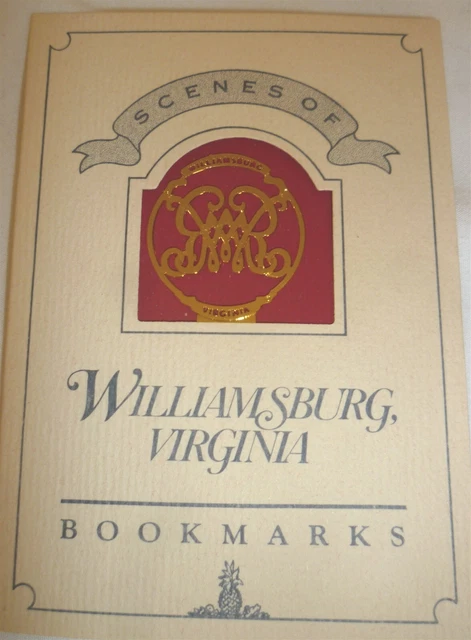 SCENES OF
WILLIAMSBURG
VIRGINIA
WILLIAMSBURG,
VIRGINIA
BOOKMARKS